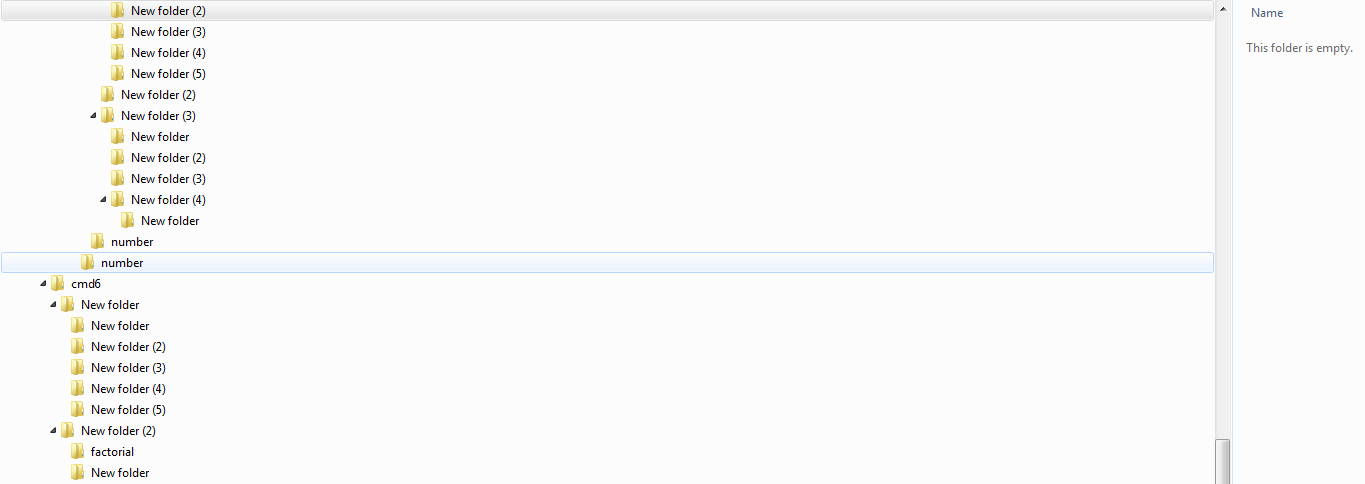 New folder (2)
New folder (3)
New folder (4)
New folder (5)
New folder (2)
New folder (3)
New folder
New folder (2)
New folder (3)
New folder (4)
New folder
number
number
cmd6
New folder
New folder
New folder (2)
New folder (3)
New folder (4)
New folder (5)
New folder (2)
factorial
New folder
Name
This folder is empty.